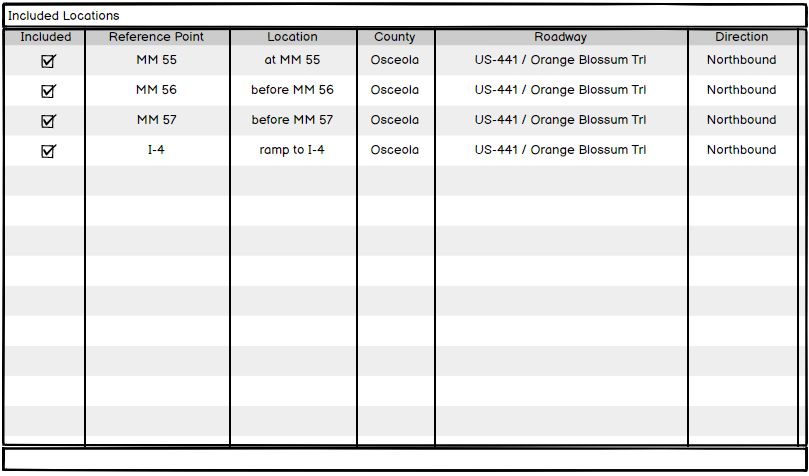 Included Locations
Included Reference Point Location County Roadway Direction
MM 55 at MM 55 Osceola US-441 / Orange Blossum Trl Northbound
MM 56 before MM 56 Osceola US-441 / Orange Blossum Trl Northbound
MM 57 before MM 57 Osceola US-441 / Orange Blossum Trl Northbound
I-4 ramp to I-4 Osceola US-441 / Orange Blossum Trl Northbound